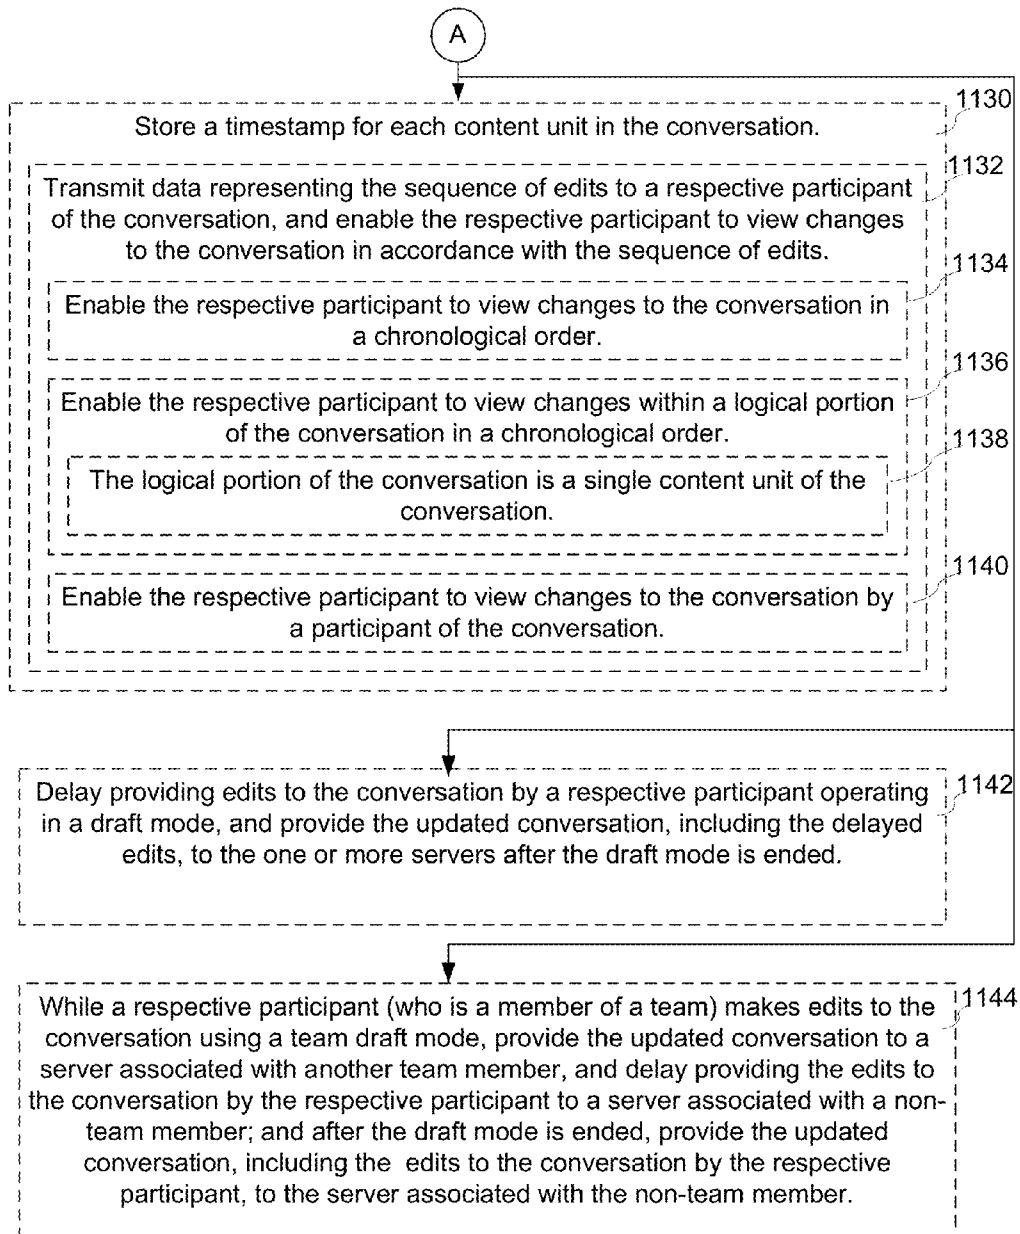 A
1130
Store a timestamp for each content unit in the conversation.
1132
Transmit data representing the sequence of edits to a respective participant
of the conversation, and enable the respective participant to view changes
to the conversation in accordance with the sequence of edits.
1134
Enable the respective participant to view changes to the conversation in
a chronological order.
1136
Enable the respective participant to view changes within a logical portion
of the conversation in a chronological order.
1138
The logical portion of the conversation is a single content unit of the
conversation.
1140
Enable the respective participant to view changes to the conversation by
a participant of the conversation.
1142
Delay providing edits to the conversation by a respective participant operating
in a draft mode, and provide the updated conversation, including the delayed
edits, to the one or more servers after the draft mode is ended.
1144
While a respective participant (who is a member of a team) makes edits to the
conversation using a team draft mode, provide the updated conversation to a
server associated with another team member, and delay providing the edits to
the conversation by the respective participant to a server associated with a non-
team member; and after the draft mode is ended, provide the updated
conversation, including the edits to the conversation by the respective
participant, to the server associated with the non-team member.